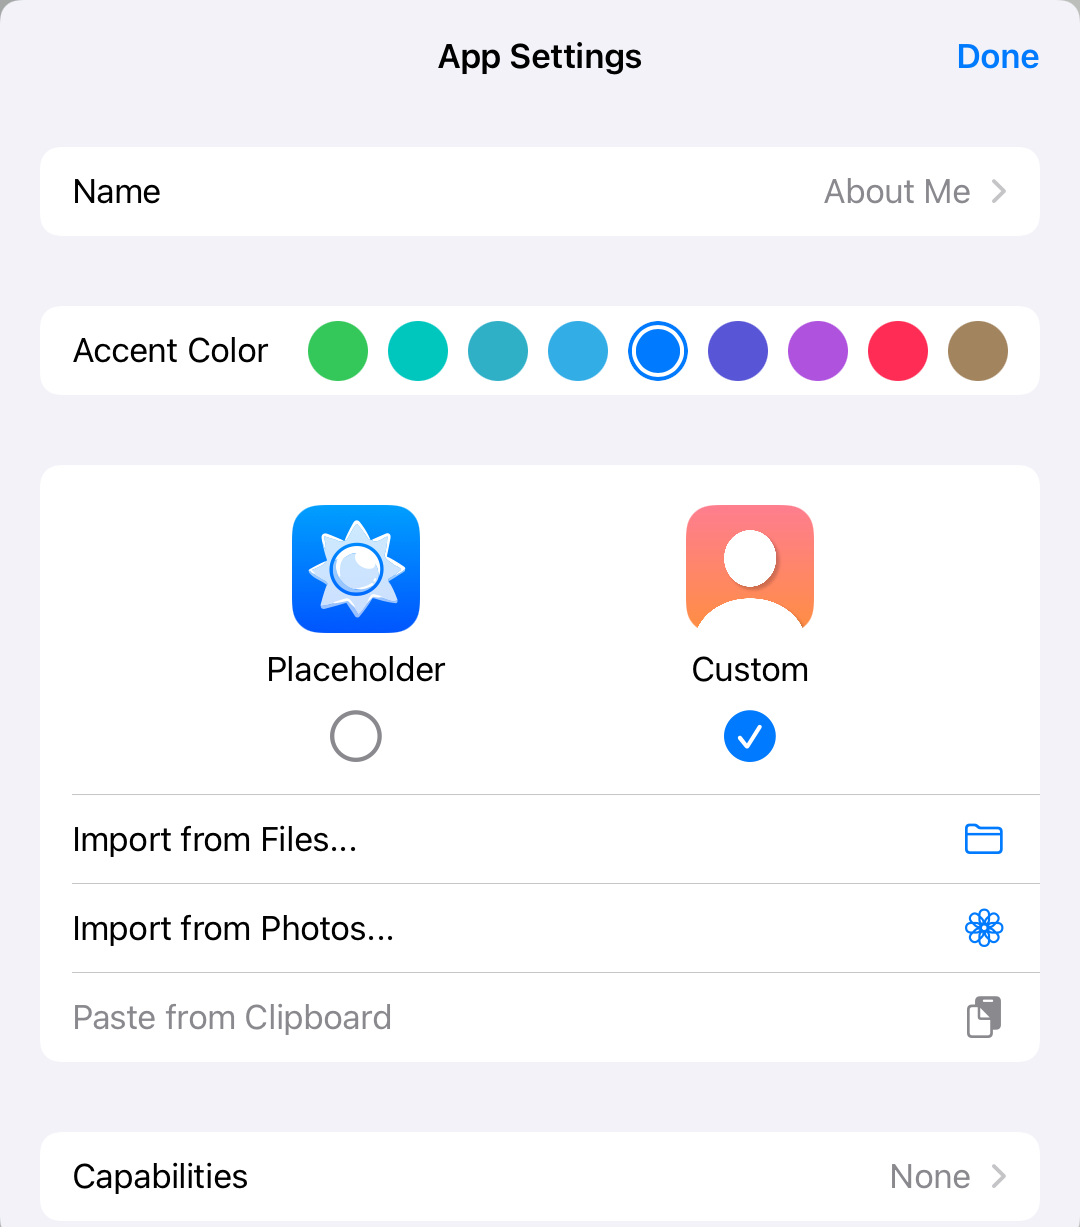 App Settings
Done
Name
About Me
Accent Color
Placeholder
Custom
Import from Files...
Import from Photos...
Paste from Clipboard
Capabilities
None